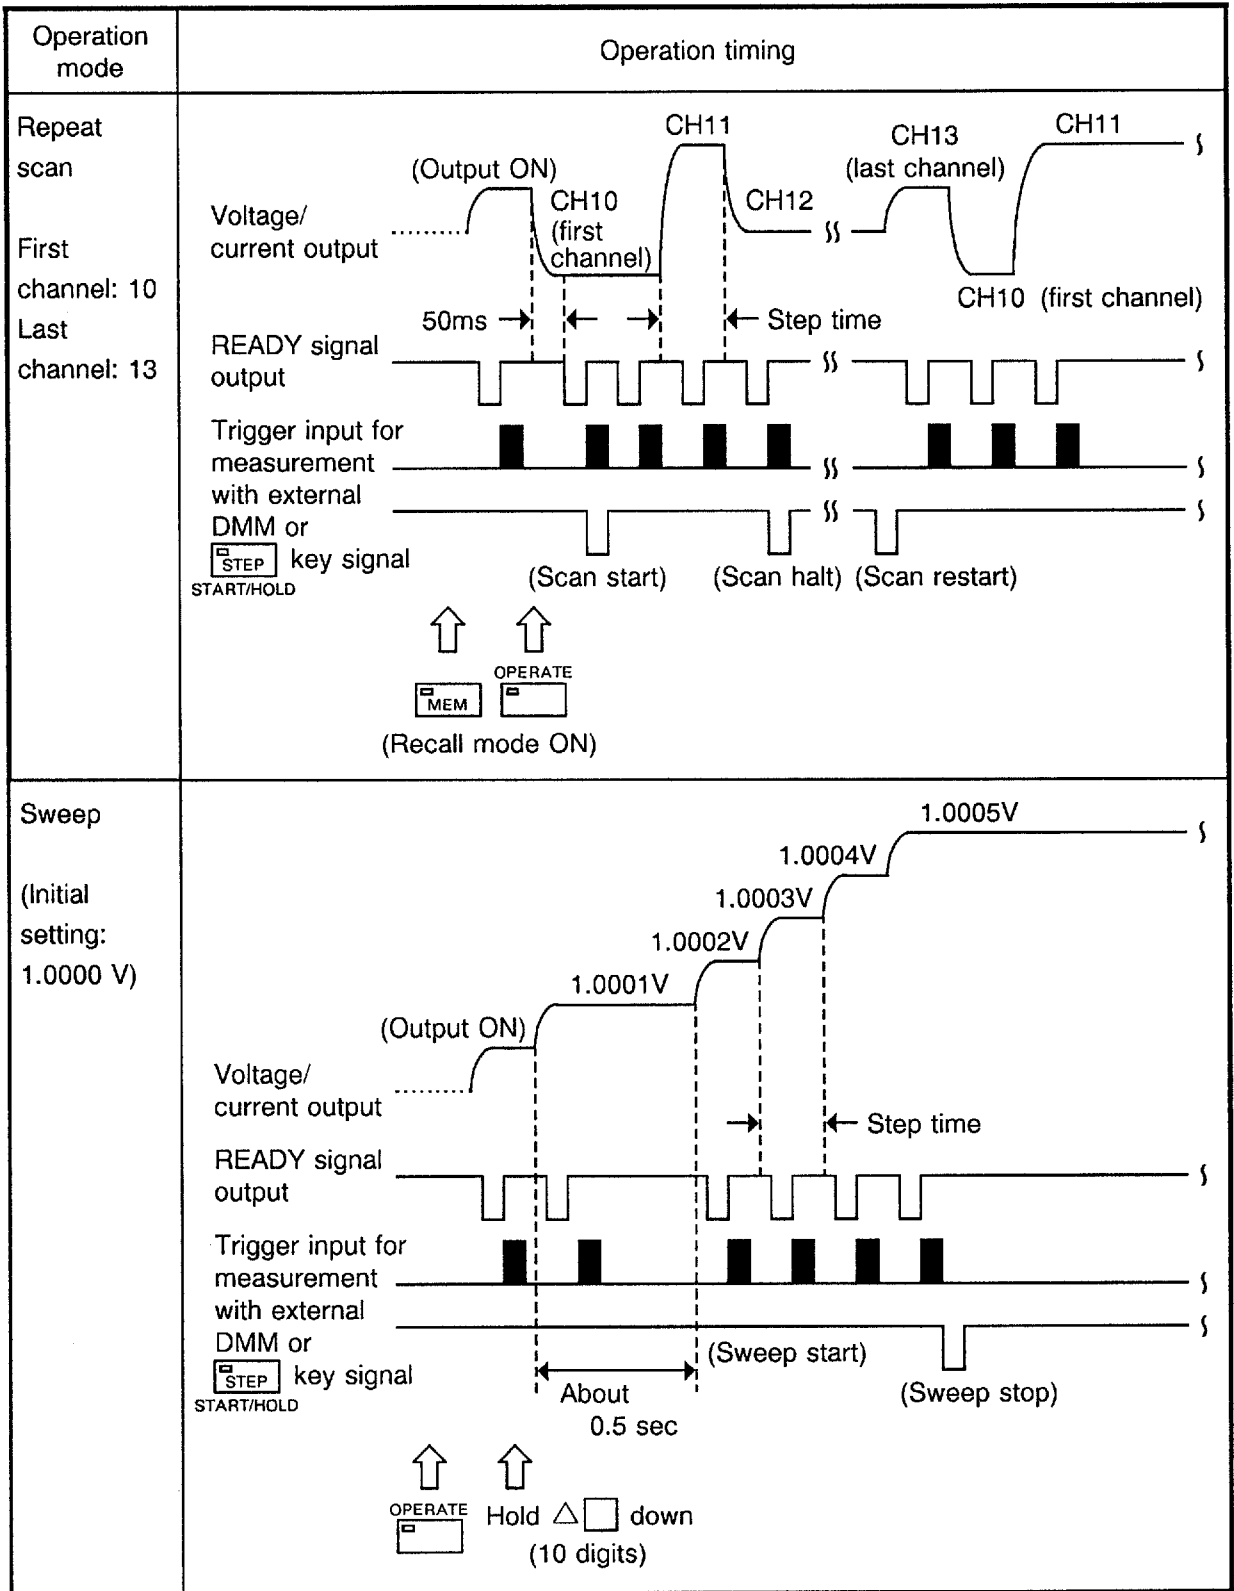 Operation
mode
Operation timing
Repeat
scan
First
channel: 10
Last
channel: 13
CH11
CH11
CH13
(last channel)
(Output ON)
CH10
(first
channel)
CH12
Voltage/
current output
CH10 (first channel)
50ms
Step time
READY signal
output
Trigger input for
measurement
with external
DMM or
STEP key signal
START/HOLD
(Scan start)
(Scan halt)
(Scan restart)
OPERATE
MEM
(Recall mode ON)
Sweep
(Initial
setting:
1.0000 V)
1.0005V
1.0004V
1.0003V
1.0002V
1.0001V
(Output ON)
Voltage/
current output
Step time
READY signal
output
Trigger input for
measurement
with external
DMM or
STEP key signal
START/HOLD
(Sweep start)
(Sweep stop)
About
0.5 sec
OPERATE
Hold △ □ down
(10 digits)